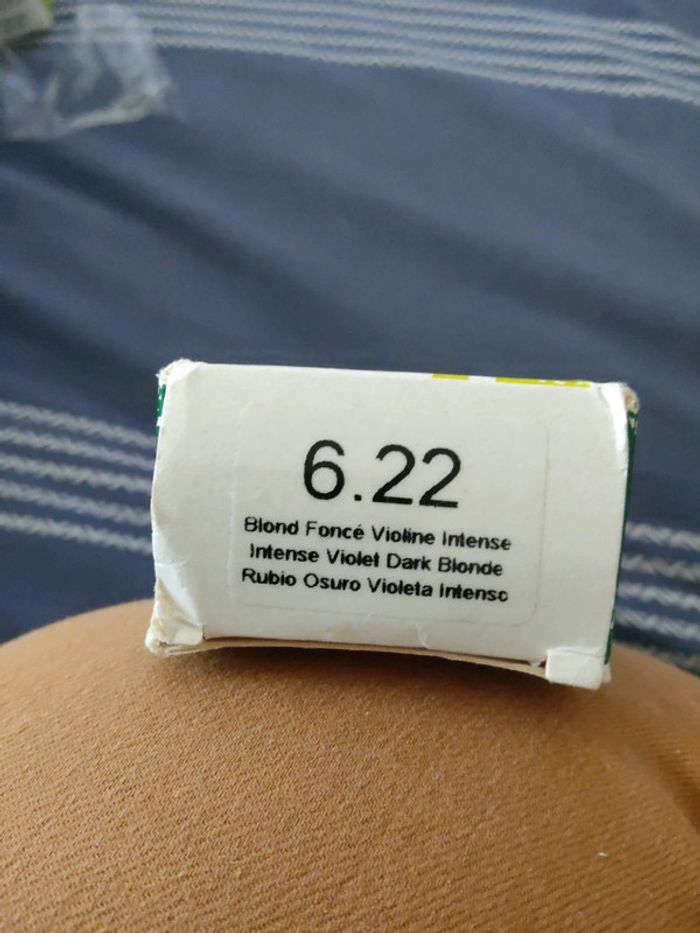 6.22
Blond Foncé Violine Intense
Intense Violet Dark Blonde
Rubio Osuro Violeta Intenso